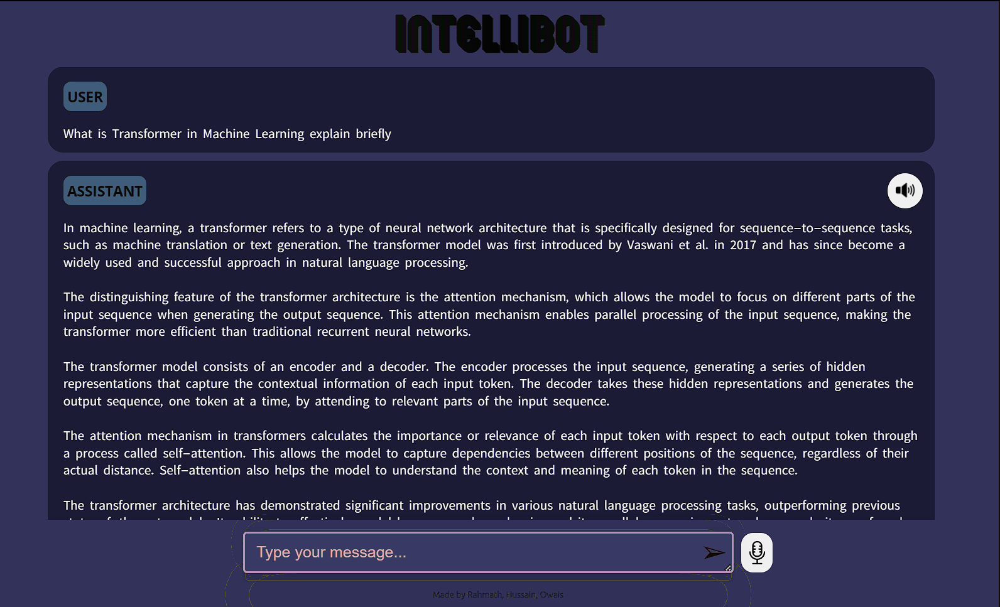 INTELLIBOT
USER
What is Transformer in Machine Learning explain briefly
ASSISTANT
In machine learning, a transformer refers to a type of neural network architecture that is specifically designed for sequence-to-sequence tasks,
such as machine translation or text generation. The transformer model was first introduced by Vaswani et al. in 2017 and has since become a
widely used and successful approach in natural language processing.
The distinguishing feature of the transformer architecture is the attention mechanism, which allows the model to focus on different parts of the
input sequence when generating the output sequence. This attention mechanism enables parallel processing of the input sequence, making the
transformer more efficient than traditional recurrent neural networks.
The transformer model consists of an encoder and a decoder. The encoder processes the input sequence, generating a series of hidden
representations that capture the contextual information of each input token. The decoder takes these hidden representations and generates the
output sequence, one token at a time, by attending to relevant parts of the input sequence.
The attention mechanism in transformers calculates the importance or relevance of each input token with respect to each output token through
a process called self-attention. This allows the model to capture dependencies between different positions of the sequence, regardless of their
actual distance. Self-attention also helps the model to understand the context and meaning of each token in the sequence.
The transformer architecture has demonstrated significant improvements in various natural language processing tasks, outperforming previous
Type your message...
Made by Rahmath, Hussain, Owais